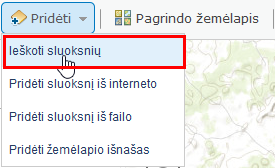 Pridėti
Pagrindo žemėlapis
Ieškoti sluoksnių
Pridėti sluoksnį iš interneto
Pridėti sluoksnį iš failo
Pridėti žemėlapio išnašas